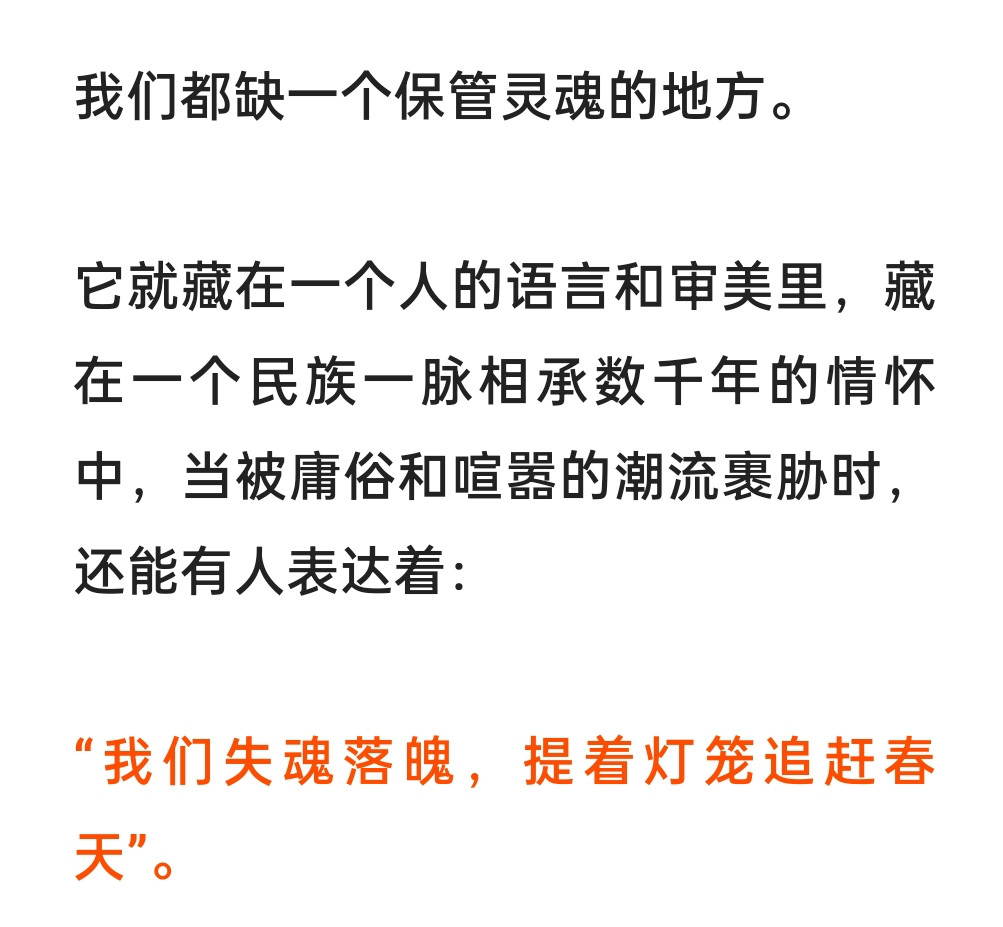 我们都缺一个保管灵魂的地方。
它就藏在一个人的语言和审美里，藏
在一个民族一脉相承数千年的情怀
中，当被庸俗和喧嚣的潮流裹胁时，
还能有人表达着：
“我们失魂落魄，提着灯笼追赶春
天”。